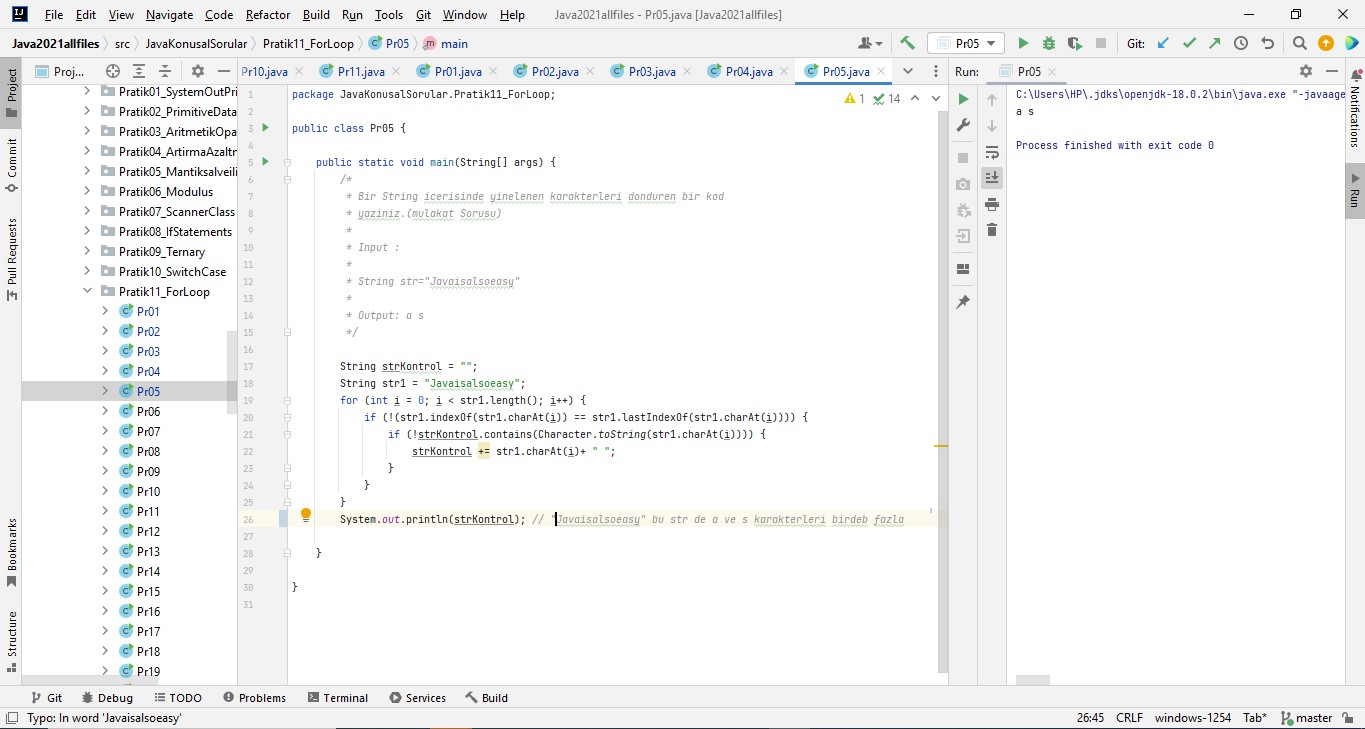 File Edit View Navigate Code Refactor Build Run Tools Git Window Help Java2021allfiles - Pr05.java [Java2021allfiles]
Java2021allfiles src JavaKonusalSorular Pratik11_ForLoop Pr05 main Pr05 Git:
Project
Commit
Pull Requests
Bookmarks
Structure
Proj...
Pratik01_SystemOutPri
Pratik02_PrimitiveData
Pratik03_AritmetikOpa
Pratik04_ArtirmaAzaltr
Pratik05_Mantiksalveili
Pratik06_Modulus
Pratik07_ScannerClass
Pratik08_IfStatements
Pratik09_Ternary
Pratik10_SwitchCase
Pratik11_ForLoop
Pr01
Pr02
Pr03
Pr04
Pr05
Pr06
Pr07
Pr08
Pr09
Pr10
Pr11
Pr12
Pr13
Pr14
Pr15
Pr16
Pr17
Pr18
Pr19
Pr10.java Pr11.java Pr01.java Pr02.java Pr03.java Pr04.java Pr05.java
1 package JavaKonusalSorular.Pratik11_ForLoop; 1 14
2
3 public class Pr05 {
4
5 public static void main(String[] args) {
6 /*
7 * Bir String icerisinde yinelenen karakterleri donduren bir kod
8 * yaziniz.(mulakat Sorusu)
9 *
10 * Input :
11 *
12 * String str="Javaisalsoeasy"
13 *
14 * Output: a s
15 */
16
17 String strKontrol = "";
18 String str1 = "Javaisalsoeasy";
19 for (int i = 0; i < str1.length(); i++) {
20 if (!(str1.indexOf(str1.charAt(i)) == str1.lastIndexOf(str1.charAt(i)))) {
21 if (!strKontrol.contains(Character.toString(str1.charAt(i)))) {
22 strKontrol += str1.charAt(i)+ " ";
23 }
24 }
25 }
26 System.out.println(strKontrol); // "Javaisalsoeasy" bu str de a ve s karakterleri birdeb fazla
27
28 }
29
30 }
31
Run: Pr05
C:\Users\HP\.jdks\openjdk-18.0.2\bin\java.exe "-javaage
a s
Process finished with exit code 0
Notifications
Run
Git Debug TODO Problems Terminal Services Build
Typo: In word 'Javaisalsoeasy' 26:45 CRLF windows-1254 Tab* master